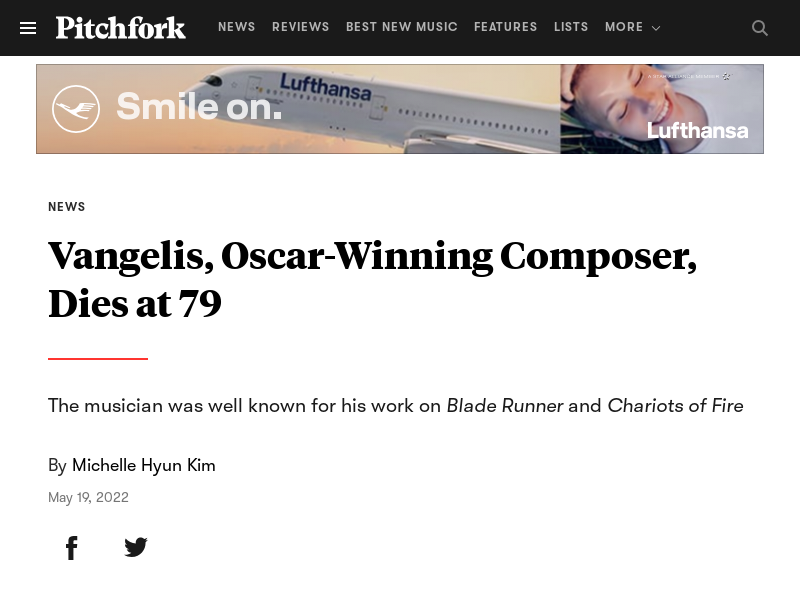 Pitchfork NEWS REVIEWS BEST NEW MUSIC FEATURES LISTS MORE
Smile on.
Lufthansa
A STAR ALLIANCE MEMBER
Lufthansa
NEWS
Vangelis, Oscar-Winning Composer,
Dies at 79
The musician was well known for his work on Blade Runner and Chariots of Fire
By Michelle Hyun Kim
May 19, 2022